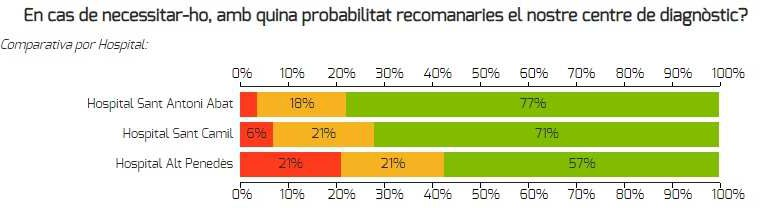 En cas de necessitar-ho, amb quina probabilitat recomanaries el nostre centre de diagnòstic?
Comparativa por Hospital:
0% 10% 20% 30% 40% 50% 60% 70% 80% 90% 100%
Hospital Sant Antoni Abat 18% 77%
Hospital Sant Camil 6% 21% 71%
Hospital Alt Penedès 21% 21% 57%
0% 10% 20% 30% 40% 50% 60% 70% 80% 90% 100%